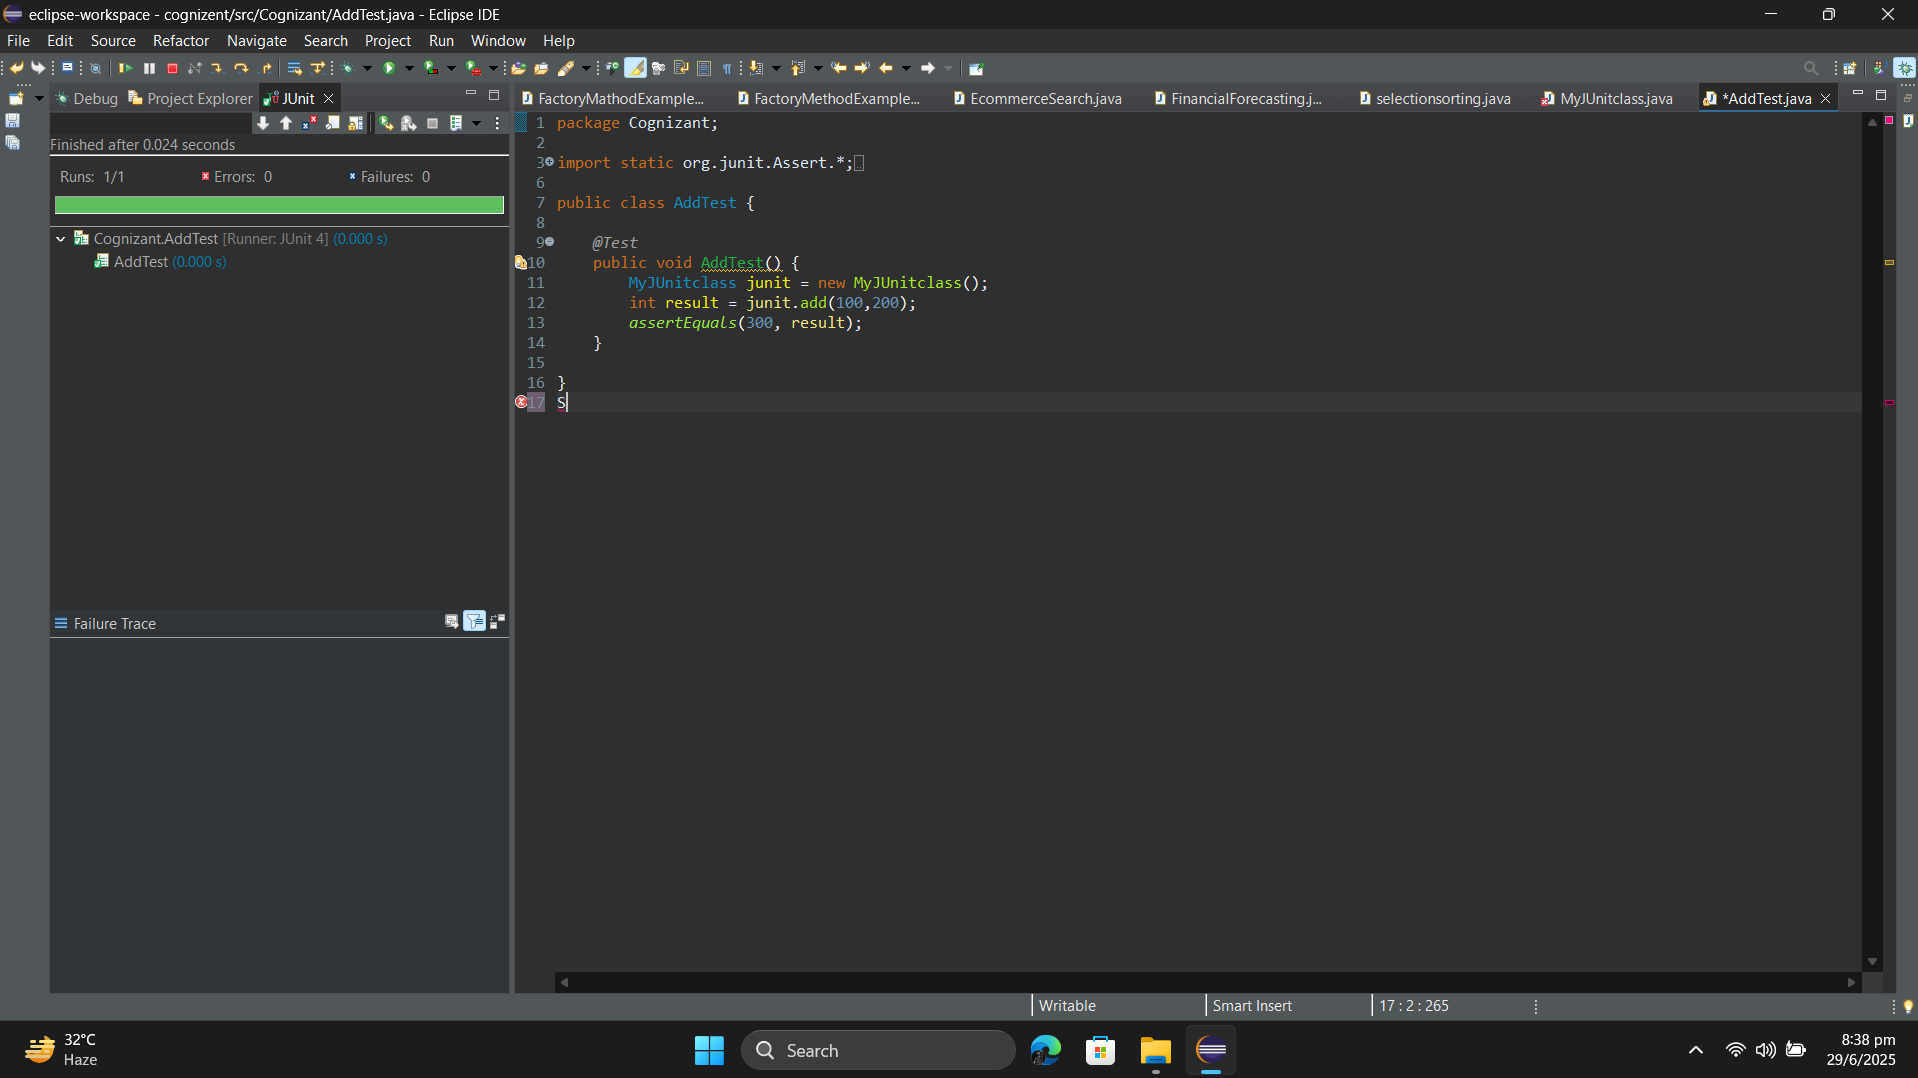 eclipse-workspace - cognizent/src/Cognizant/AddTest.java - Eclipse IDE
File Edit Source Refactor Navigate Search Project Run Window Help
Debug Project Explorer JUnit
FactoryMathodExample... FactoryMethodExample... EcommerceSearch.java FinancialForecasting.j... selectionsorting.java MyJUnitclass.java *AddTest.java
Finished after 0.024 seconds
Runs: 1/1 Errors: 0 Failures: 0
Cognizant.AddTest [Runner: JUnit 4] (0.000 s)
AddTest (0.000 s)
Failure Trace
1 package Cognizant;
2
3 import static org.junit.Assert.*;
6
7 public class AddTest {
8
9 @Test
10 public void AddTest() {
11 MyJUnitclass junit = new MyJUnitclass();
12 int result = junit.add(100,200);
13 assertEquals(300, result);
14 }
15
16 }
17 S
Writable Smart Insert 17 : 2 : 265
32°C
Haze
Search
8:38 pm
29/6/2025